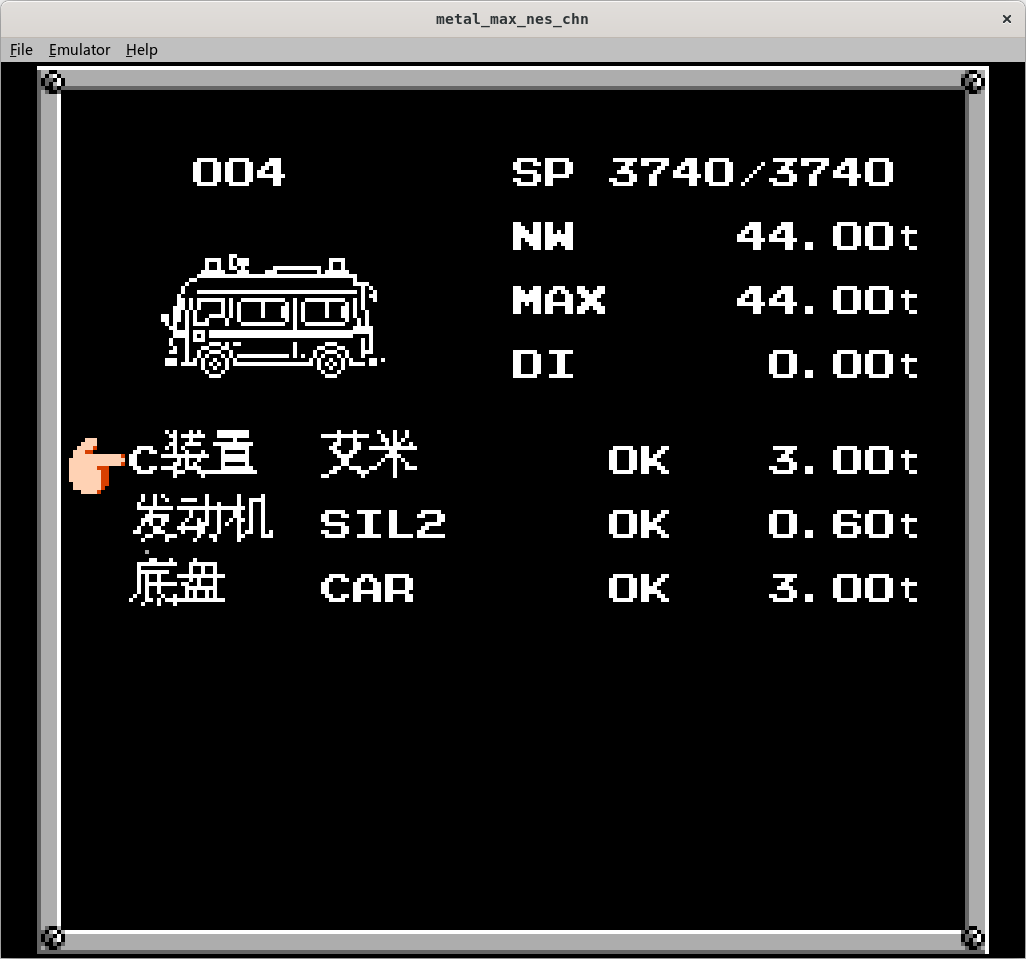 metal_max_nes_chn
×
File Emulator Help
004 SP 3740/3740
NW 44.00t
MAX 44.00t
DI 0.00t
C装置 艾米 OK 3.00t
发动机 SIL2 OK 0.60t
底盘 CAR OK 3.00t